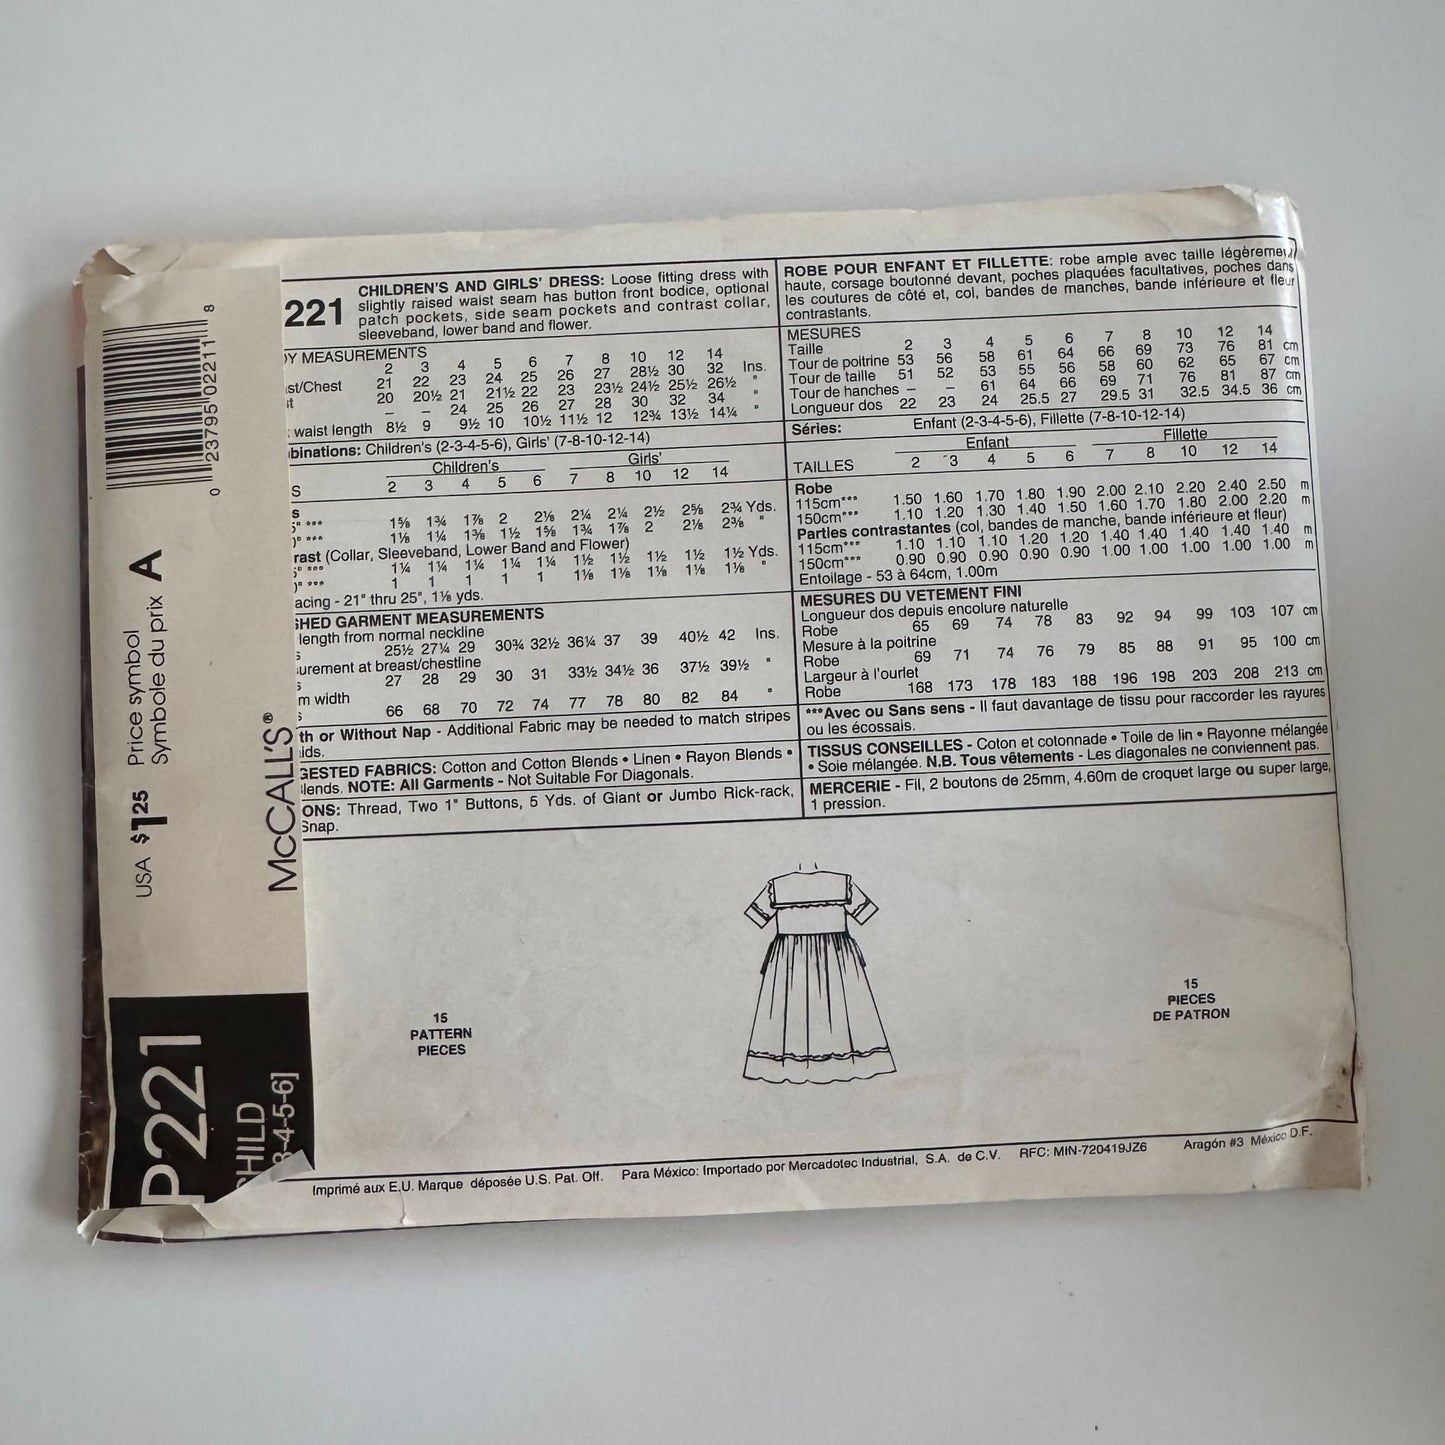 221
CHILDREN'S AND GIRLS' DRESS: Loose fitting dress with
slightly raised waist seam has button front bodice, optional
patch pockets, side seam pockets and contrast collar,
sleeveband, lower band and flower.
DY MEASUREMENTS
2 3 4 5 6 7 8 10 12 14
st/Chest 21 22 23 24 25 26 27 28½ 30 32 Ins.
st 20 20½ 21 21½ 22 23 23½ 24½ 25½ 26½ "
- - 24 25 26 27 28 30 32 34 "
waist length 8½ 9 9½ 10 10½ 11½ 12 12¾ 13½ 14¼ "
binations: Children's (2-3-4-5-6), Girls' (7-8-10-12-14)
Children's Girls'
S 2 3 4 5 6 7 8 10 12 14
s
5" *** 1⅝ 1¾ 1⅞ 2 2⅛ 2¼ 2¼ 2½ 2⅝ 2¾ Yds.
0" *** 1⅛ 1¼ 1⅜ 1½ 1⅝ 1¾ 1⅞ 2 2⅛ 2⅜ "
rast (Collar, Sleeveband, Lower Band and Flower)
5" *** 1¼ 1¼ 1¼ 1¼ 1¼ 1½ 1½ 1½ 1½ 1½ Yds.
" *** 1 1 1 1 1 1⅛ 1⅛ 1⅛ 1⅛ 1⅛ "
acing - 21" thru 25", 1⅛ yds.
SHED GARMENT MEASUREMENTS
length from normal neckline
s 25½ 27¼ 29 30¾ 32½ 36¼ 37 39 40½ 42 Ins.
urement at breast/chestline
s 27 28 29 30 31 33½ 34½ 36 37½ 39½ "
m width
s 66 68 70 72 74 77 78 80 82 84 "
th or Without Nap - Additional Fabric may be needed to match stripes
ids.
GESTED FABRICS: Cotton and Cotton Blends • Linen • Rayon Blends •
lends. NOTE: All Garments - Not Suitable For Diagonals.
ONS: Thread, Two 1" Buttons, 5 Yds. of Giant or Jumbo Rick-rack,
Snap.
ROBE POUR ENFANT ET FILLETTE: robe ample avec taille légèremen
haute, corsage boutonné devant, poches plaquées facultatives, poches dans
les coutures de côté et, col, bandes de manches, bande inférieure et fleur
contrastants.
MESURES
Taille 2 3 4 5 6 7 8 10 12 14
Tour de poitrine 53 56 58 61 64 66 69 73 76 81 cm
Tour de taille 51 52 53 55 56 58 60 62 65 67 cm
Tour de hanches - - 61 64 66 69 71 76 81 87 cm
Longueur dos 22 23 24 25.5 27 29.5 31 32.5 34.5 36 cm
Séries: Enfant (2-3-4-5-6), Fillette (7-8-10-12-14)
Enfant Fillette
TAILLES 2 3 4 5 6 7 8 10 12 14
Robe
115cm*** 1.50 1.60 1.70 1.80 1.90 2.00 2.10 2.20 2.40 2.50 m
150cm*** 1.10 1.20 1.30 1.40 1.50 1.60 1.70 1.80 2.00 2.20 m
Parties contrastantes (col, bandes de manche, bande inférieure et fleur)
115cm*** 1.10 1.10 1.10 1.20 1.20 1.40 1.40 1.40 1.40 1.40 m
150cm*** 0.90 0.90 0.90 0.90 0.90 1.00 1.00 1.00 1.00 1.00 m
Entoilage - 53 à 64cm, 1.00m
MESURES DU VETEMENT FINI
Longueur dos depuis encolure naturelle
Robe 65 69 74 78 83 92 94 99 103 107 cm
Mesure à la poitrine
Robe 69 71 74 76 79 85 88 91 95 100 cm
Largeur à l'ourlet
Robe 168 173 178 183 188 196 198 203 208 213 cm
***Avec ou Sans sens - Il faut davantage de tissu pour raccorder les rayures
ou les écossais.
TISSUS CONSEILLES - Coton et cotonnade • Toile de lin • Rayonne mélangée
• Soie mélangée. N.B. Tous vêtements - Les diagonales ne conviennent pas.
MERCERIE - Fil, 2 boutons de 25mm, 4.60m de croquet large ou super large,
1 pression.
15
PATTERN
PIECES
15
PIECES
DE PATRON
Imprimé aux E.U. Marque déposée U.S. Pat. Off. Para México: Importado por Mercadotec Industrial, S.A. de C.V. RFC: MIN-720419JZ6 Aragón #3 México D.F.
0 23795 02211 8
USA $1.25 Price symbol A
Symbole du prix
McCALL'S®
P221
CHILD
3-4-5-6]